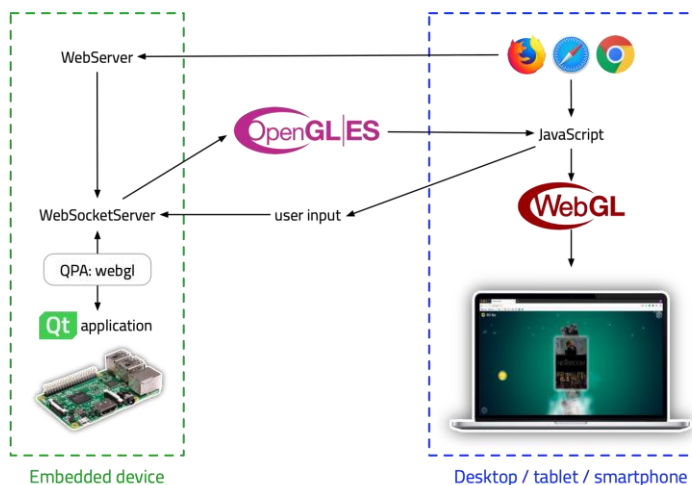 WebServer
OpenGL|ES
JavaScript
WebSocketServer
user input
WebGL
QPA: webgl
Qt application
Embedded device
Desktop / tablet / smartphone